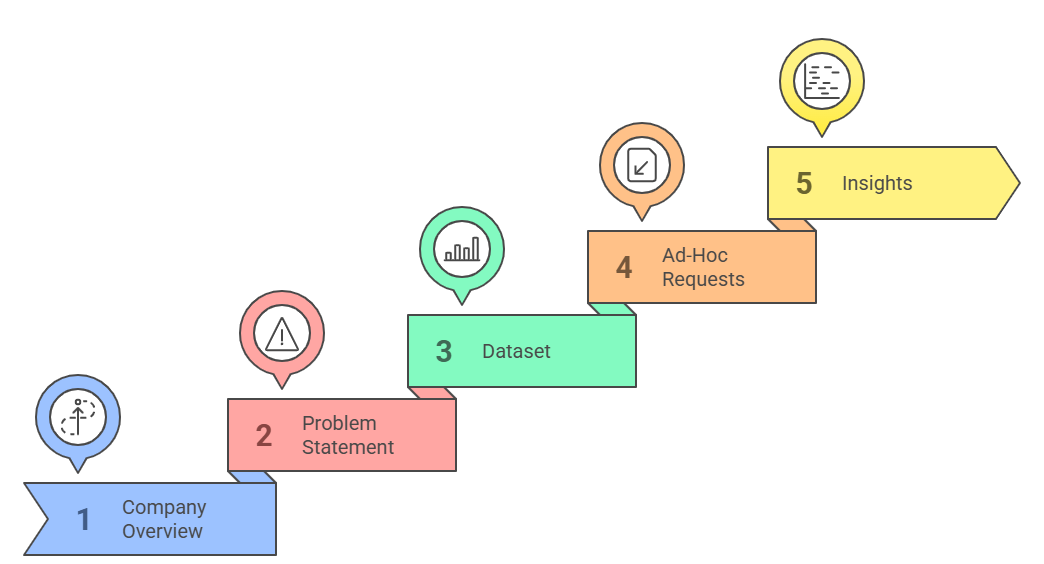 1
Company
Overview
2
Problem
Statement
3
Dataset
4
Ad-Hoc
Requests
5
Insights